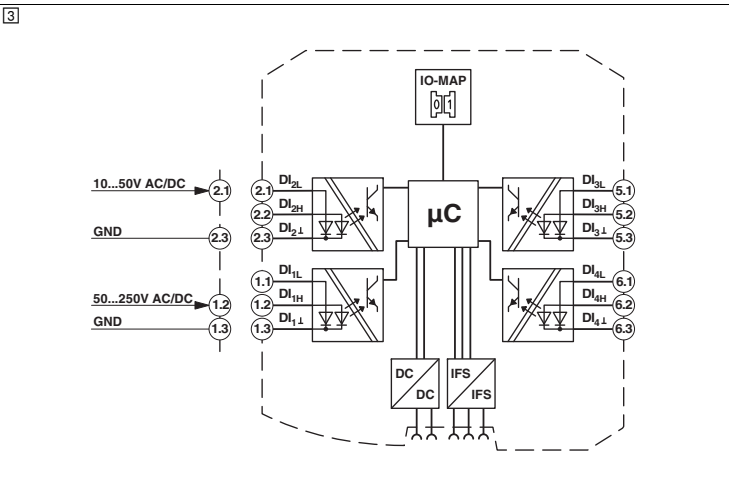 3
IO-MAP
0 1
10...50V AC/DC 2.1 2.1 DI2L DI3L 5.1
2.2 DI2H µC DI3H 5.2
GND 2.3 2.3 DI2⊥ DI3⊥ 5.3
1.1 DI1L DI4L 6.1
50...250V AC/DC 1.2 1.2 DI1H DI4H 6.2
GND 1.3 1.3 DI1⊥ DI4⊥ 6.3
DC IFS
DC IFS